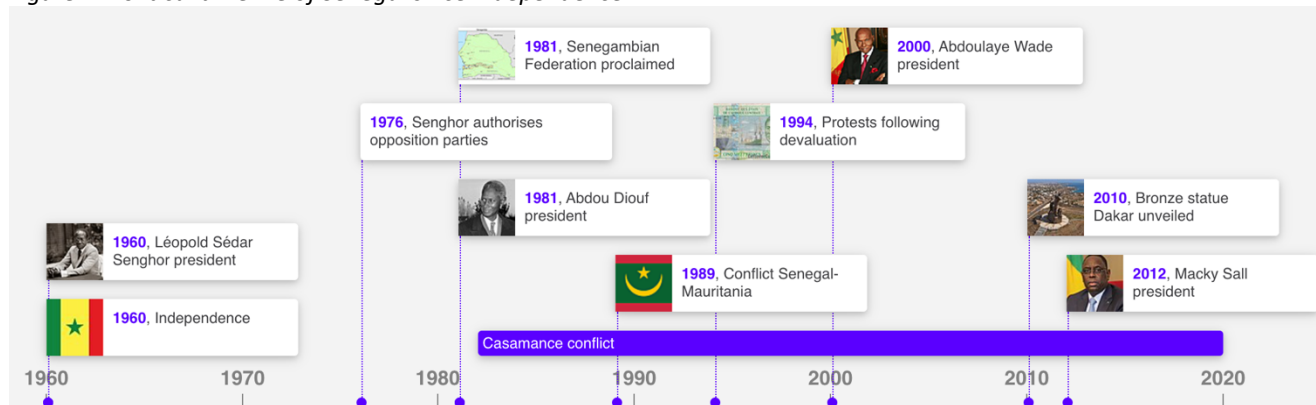 1981, Senegambian
Federation proclaimed
2000, Abdoulaye Wade
president
1976, Senghor authorises
opposition parties
1994, Protests following
devaluation
1981, Abdou Diouf
president
2010, Bronze statue
Dakar unveiled
1960, Léopold Sédar
Senghor president
1989, Conflict Senegal-
Mauritania
2012, Macky Sall
president
1960, Independence
Casamance conflict
1960 1970 1980 1990 2000 2010 2020